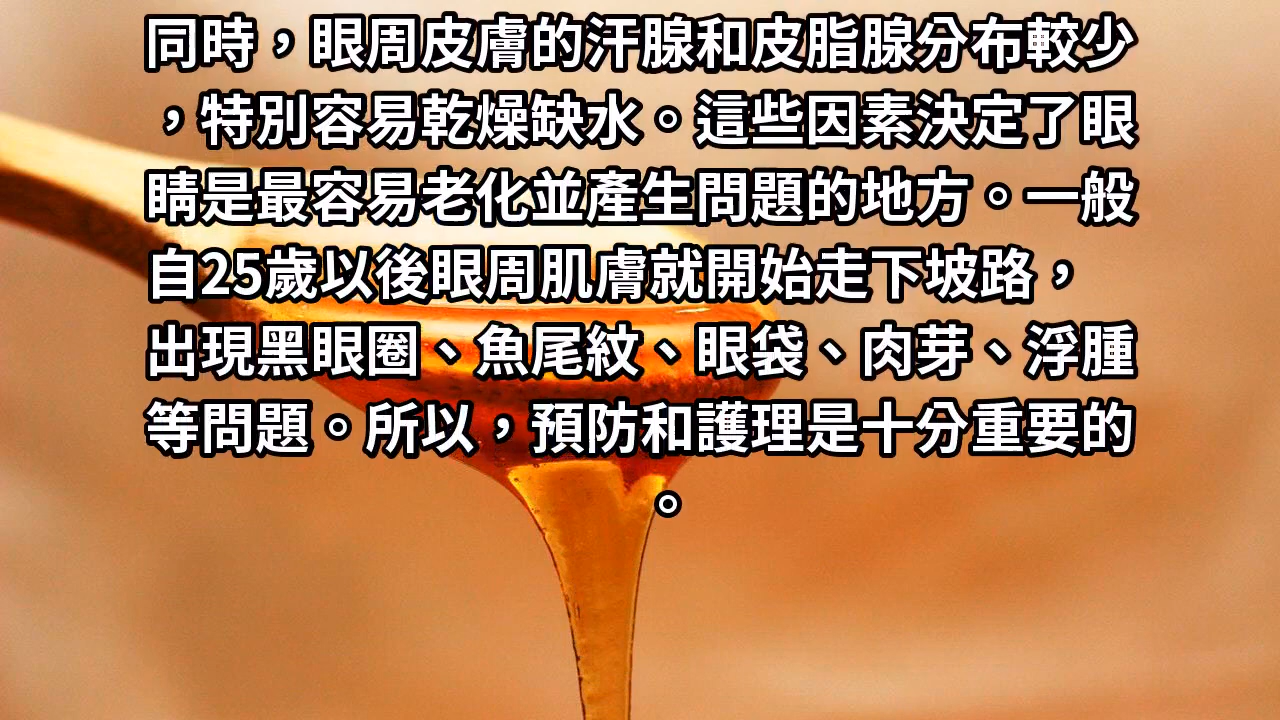 同時，眼周皮膚的汗腺和皮脂腺分布較少
，特別容易乾燥缺水。這些因素決定了眼
睛是最容易老化並產生問題的地方。一般
自25歲以後眼周肌膚就開始走下坡路，
出現黑眼圈、魚尾紋、眼袋、肉芽、浮腫
等問題。所以，預防和護理是十分重要的
。